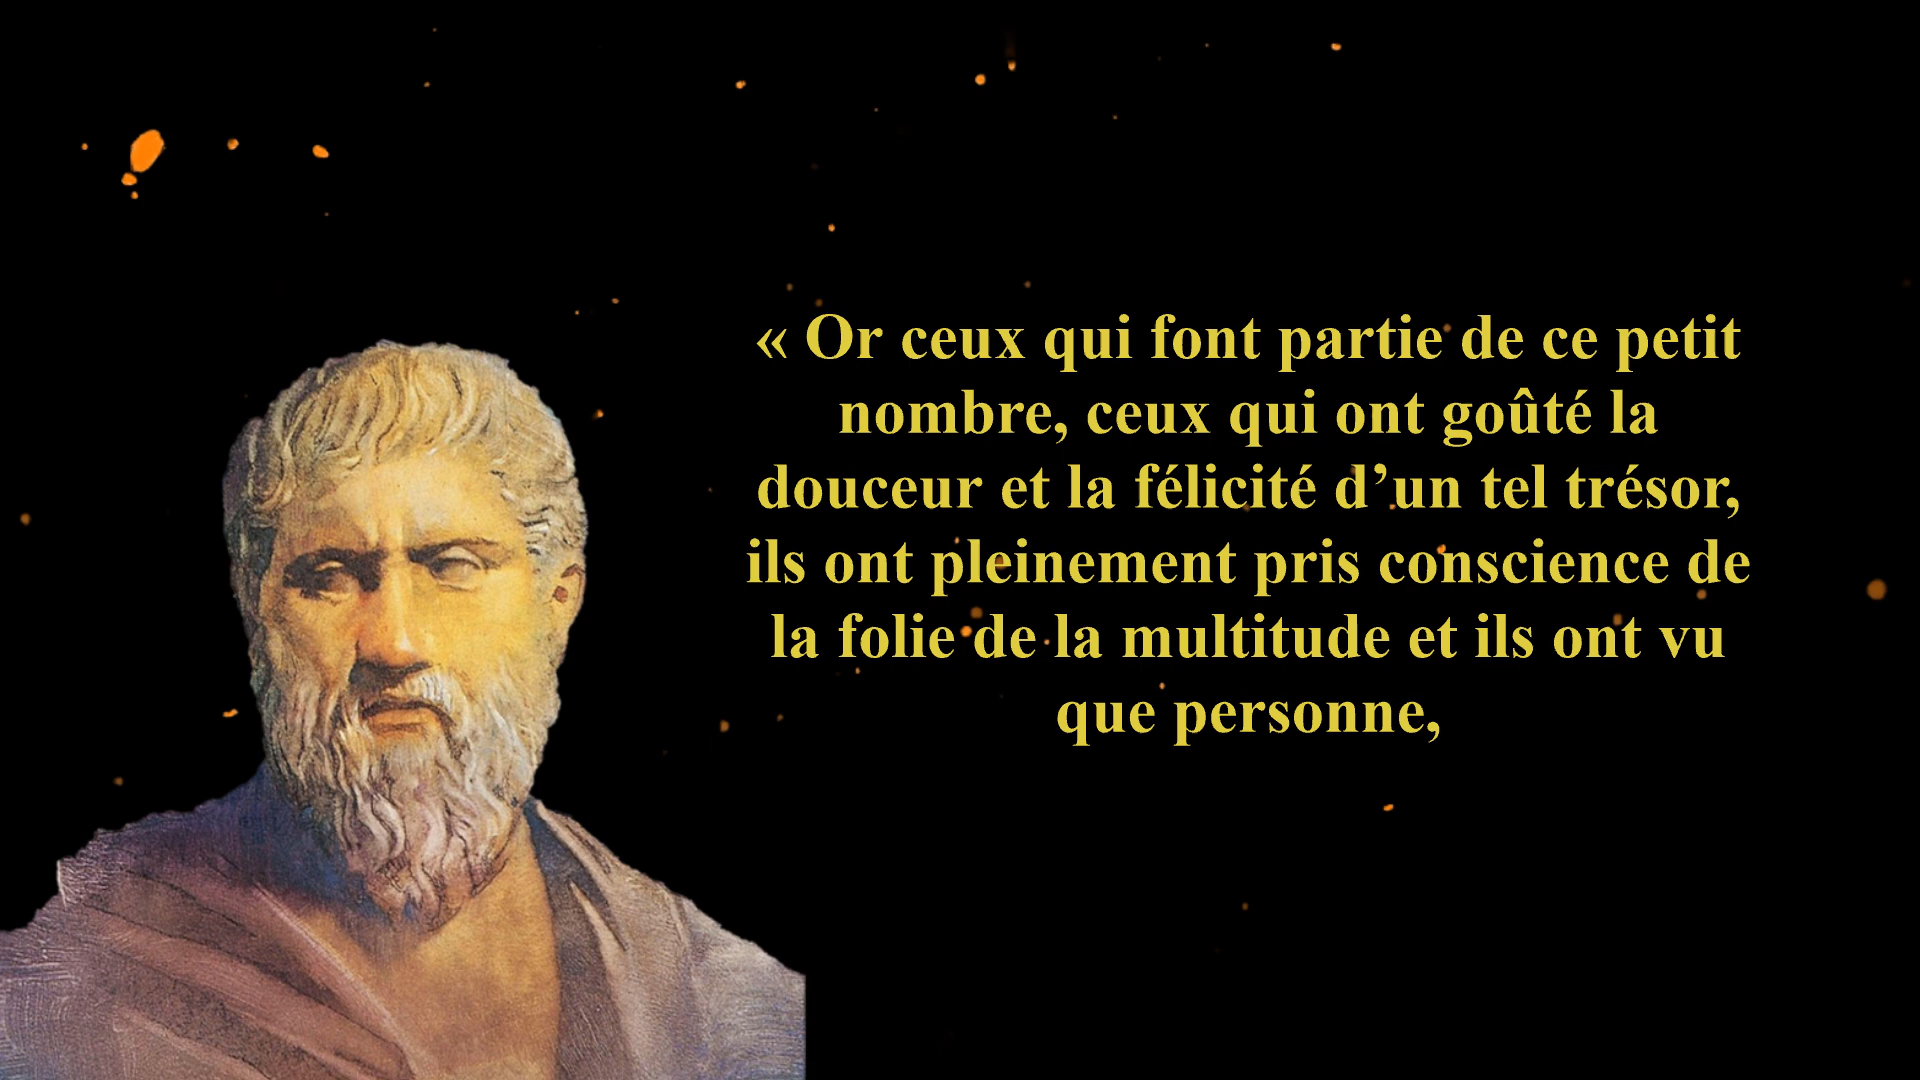 « Or ceux qui font partie de ce petit
nombre, ceux qui ont goûté la
douceur et la félicité d’un tel trésor,
ils ont pleinement pris conscience de
la folie de la multitude et ils ont vu
que personne,